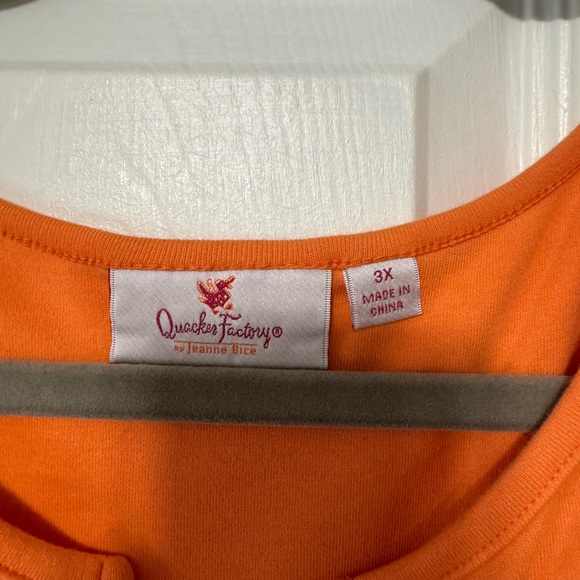 Quacker Factory®
by Jeanne Bice
3X
MADE IN
CHINA